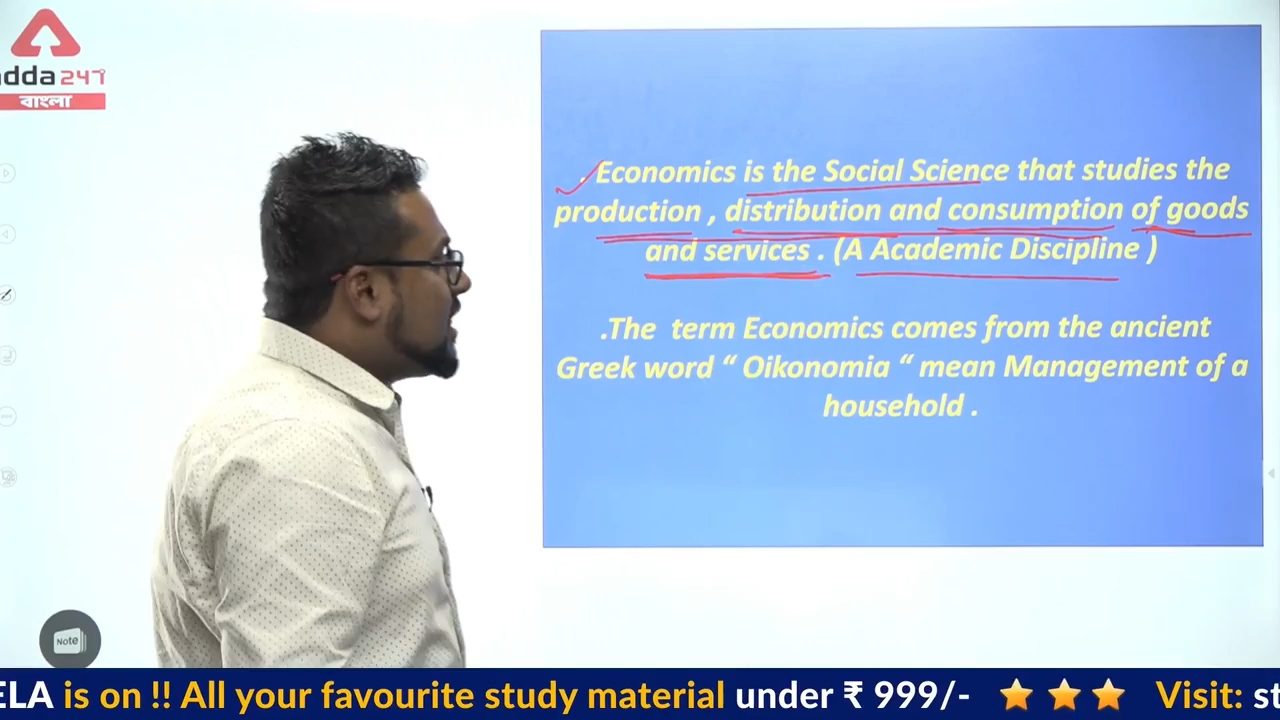 adda247
বাংলা
.Economics is the Social Science that studies the
production , distribution and consumption of goods
and services . (A Academic Discipline )
.The term Economics comes from the ancient
Greek word “ Oikonomia “ mean Management of a
household .
Note
ELA is on !! All your favourite study material under ₹ 999/- Visit: st